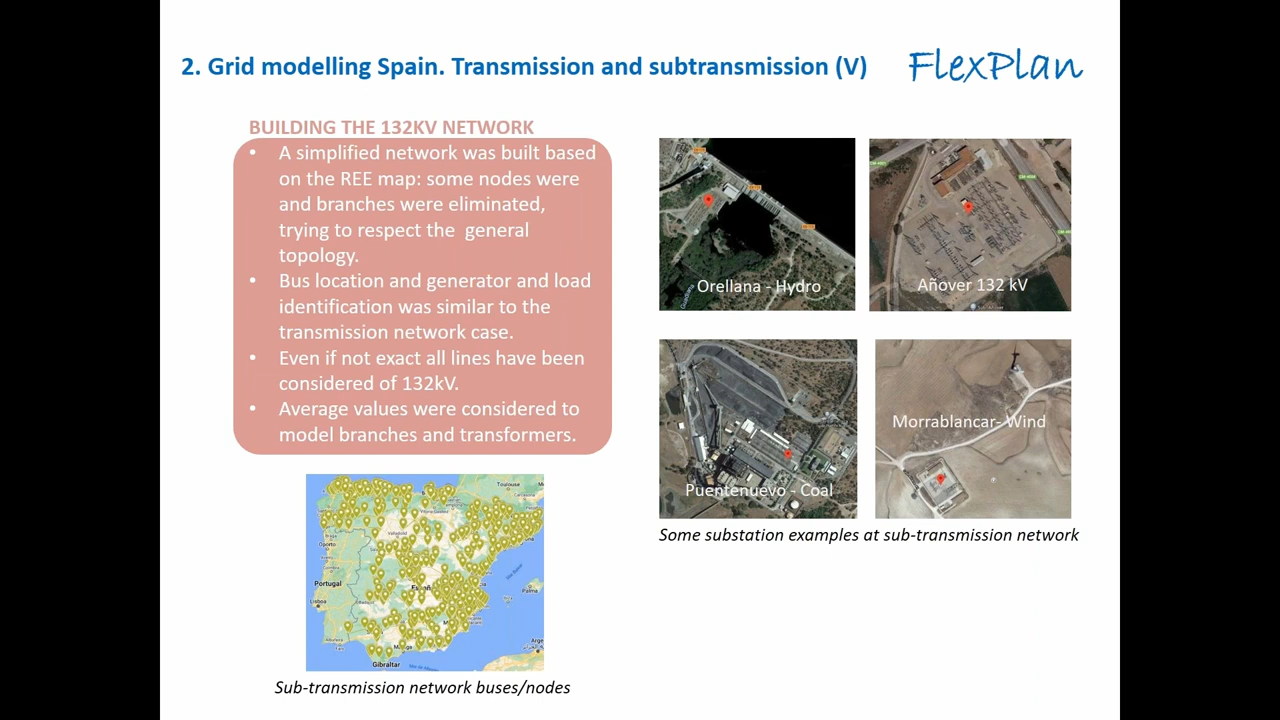 2. Grid modelling Spain. Transmission and subtransmission (V)
FlexPlan
BUILDING THE 132KV NETWORK
• A simplified network was built based
on the REE map: some nodes were
and branches were eliminated,
trying to respect the general
topology.
• Bus location and generator and load
identification was similar to the
transmission network case.
• Even if not exact all lines have been
considered of 132kV.
• Average values were considered to
model branches and transformers.
Orellana - Hydro
Añover 132 kV
Puentenuevo - Coal
Morrablancar- Wind
Some substation examples at sub-transmission network
Toulouse
Portugal
Lisboa
Palma
Gibraltar
Sub-transmission network buses/nodes